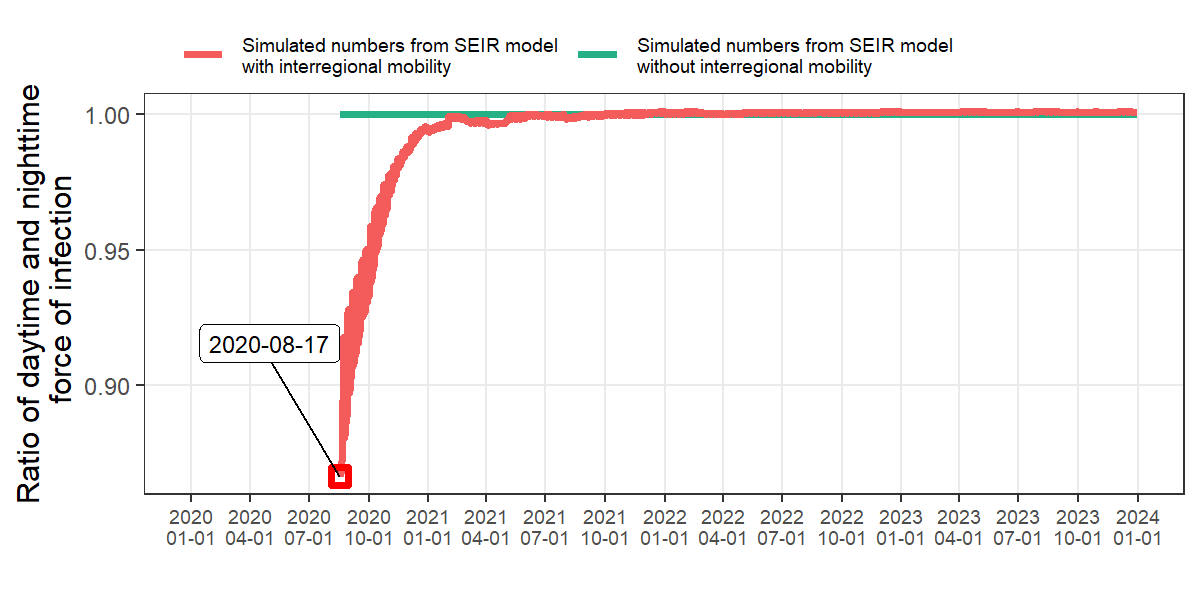 Simulated numbers from SEIR model
with interregional mobility
Simulated numbers from SEIR model
without interregional mobility
Ratio of daytime and nighttime
force of infection
1.00
0.95
0.90
2020-08-17
2020 2020 2020 2020 2021 2021 2021 2021 2022 2022 2022 2022 2023 2023 2023 2023 2024
01-01 04-01 07-01 10-01 01-01 04-01 07-01 10-01 01-01 04-01 07-01 10-01 01-01 04-01 07-01 10-01 01-01